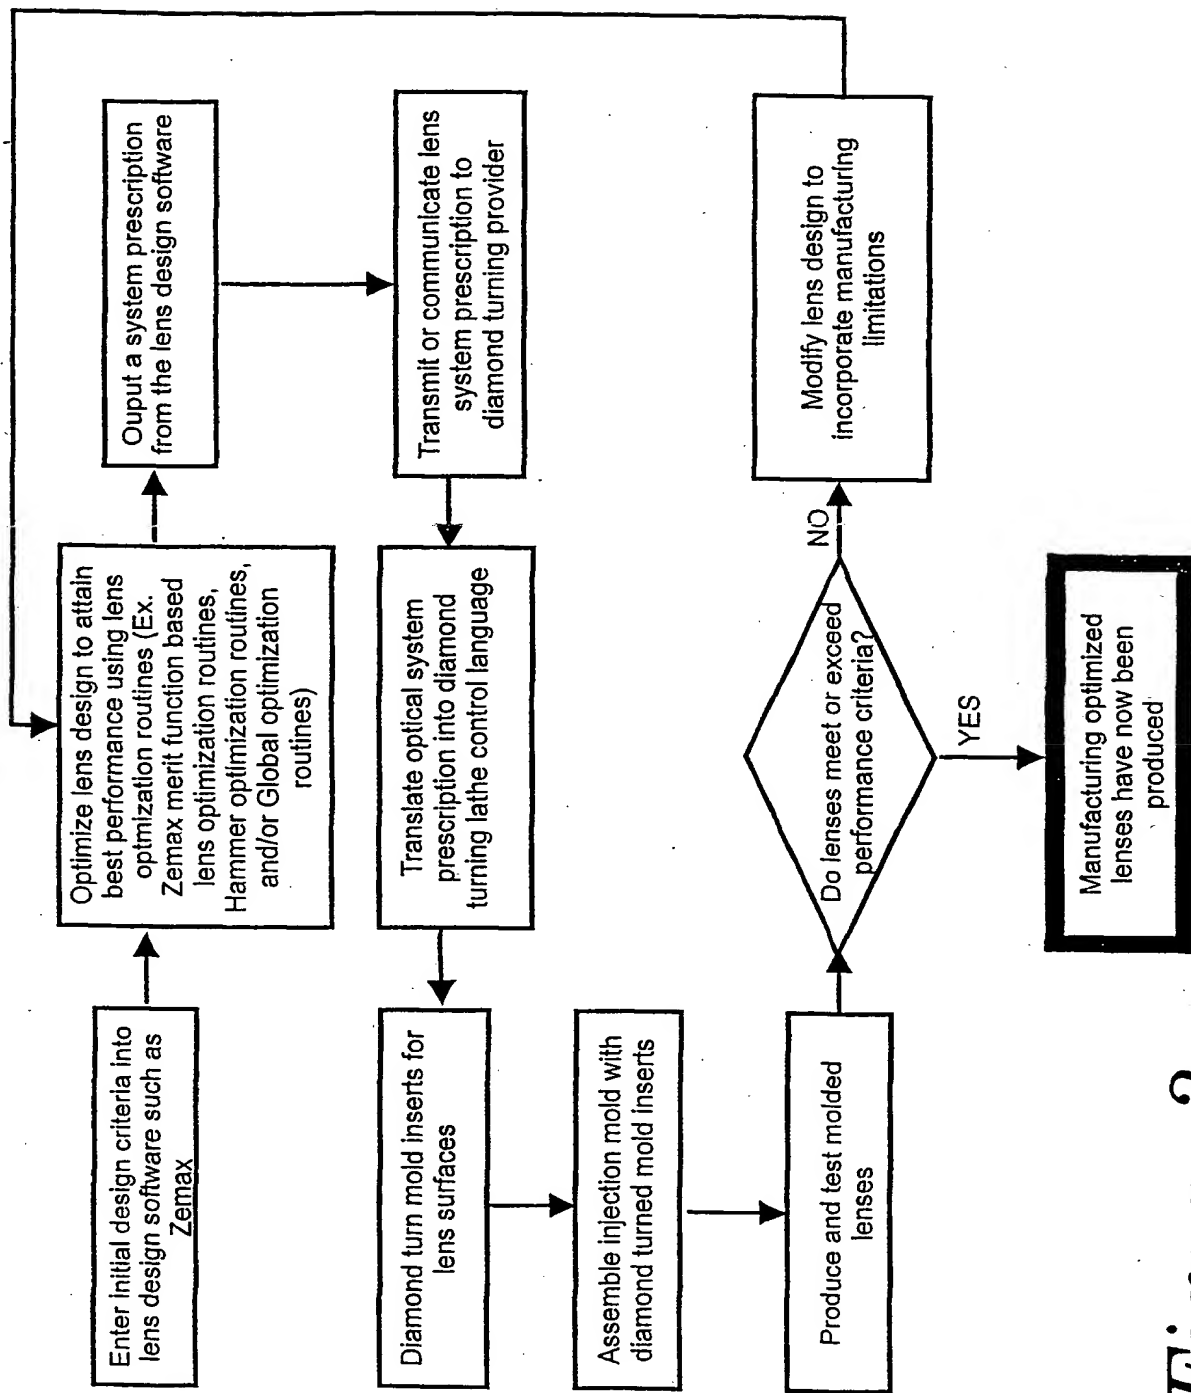 Enter initial design criteria into
lens design software such as
Zemax
Optimize lens design to attain
best performance using lens
optmization routines (Ex.
Zemax merit function based
lens optimization routines,
Hammer optimization routines,
and/or Global optimization
routines)
Ouput a system prescription
from the lens design software
Transmit or communicate lens
system prescription to
diamond turning provider
Translate optical system
prescription into diamond
turning lathe control language
Diamond turn mold inserts for
lens surfaces
Assemble injection mold with
diamond turned mold inserts
Produce and test molded
lenses
Do lenses meet or exceed
performance criteria?
NO
Modify lens design to
incorporate manufacturing
limitations
YES
Manufacturing optimized
lenses have now been
produced